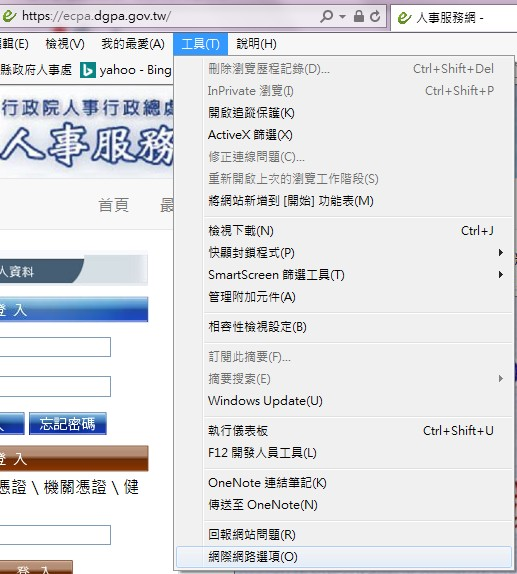 https://ecpa.dgpa.gov.tw/
人事服務網 -
編輯(E) 檢視(V) 我的最愛(A) 工具(T) 說明(H)
縣政府人事處 yahoo - Bing
刪除瀏覽歷程記錄(D)... Ctrl+Shift+Del
InPrivate 瀏覽(I) Ctrl+Shift+P
開啟追蹤保護(K)
ActiveX 篩選(X)
修正連線問題(C)...
重新開啟上次的瀏覽工作階段(S)
將網站新增到 [開始] 功能表(M)
檢視下載(N) Ctrl+J
快顯封鎖程式(P)
SmartScreen 篩選工具(T)
管理附加元件(A)
相容性檢視設定(B)
訂閱此摘要(F)...
摘要搜索(E)
Windows Update(U)
執行儀表板 Ctrl+Shift+U
F12 開發人員工具(L)
OneNote 連結筆記(K)
傳送至 OneNote(N)
回報網站問題(R)
網際網路選項(O)
行政院人事行政總處
人事服務
首頁
人資料
登 入
忘記密碼
登 入
憑證 \ 機關憑證 \ 健
登 入